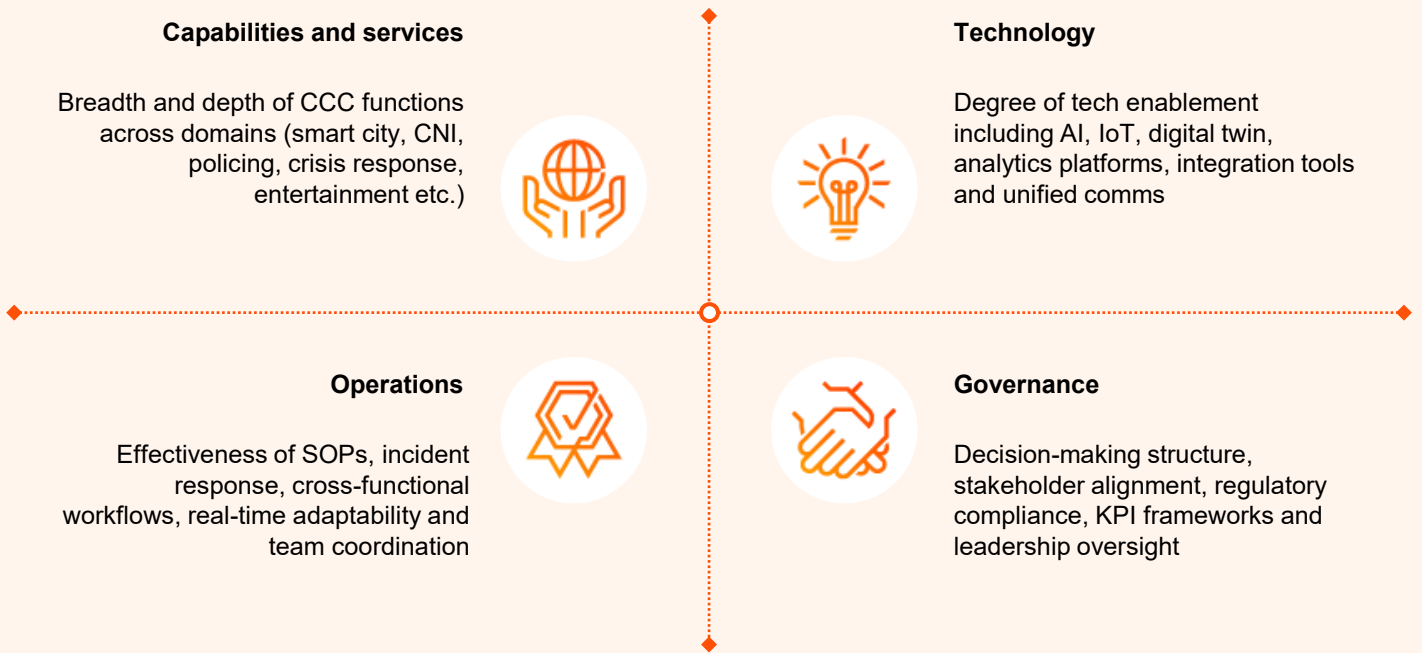 Capabilities and services
Breadth and depth of CCC functions
across domains (smart city, CNI,
policing, crisis response,
entertainment etc.)
Technology
Degree of tech enablement
including AI, IoT, digital twin,
analytics platforms, integration tools
and unified comms
Operations
Effectiveness of SOPs, incident
response, cross-functional
workflows, real-time adaptability and
team coordination
Governance
Decision-making structure,
stakeholder alignment, regulatory
compliance, KPI frameworks and
leadership oversight